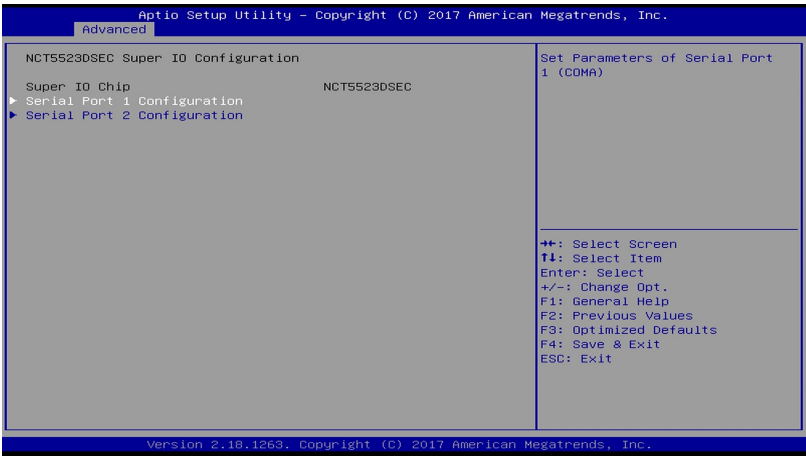 Aptio Setup Utility – Copyright (C) 2017 American Megatrends, Inc.
Advanced
NCT5523DSEC Super IO Configuration
Super IO Chip NCT5523DSEC
▶ Serial Port 1 Configuration
▶ Serial Port 2 Configuration
Set Parameters of Serial Port
1 (COMA)
→←: Select Screen
↑↓: Select Item
Enter: Select
+/-: Change Opt.
F1: General Help
F2: Previous Values
F3: Optimized Defaults
F4: Save & Exit
ESC: Exit
Version 2.18.1263. Copyright (C) 2017 American Megatrends, Inc.